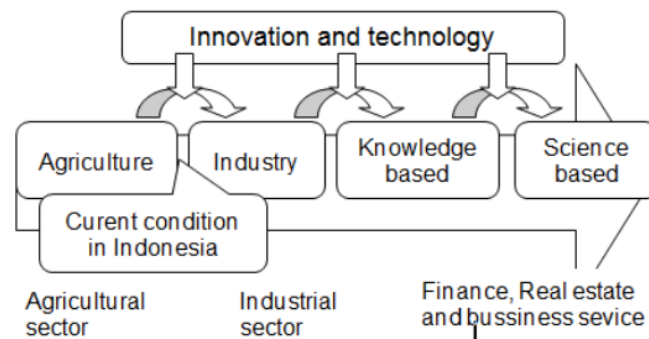 Innovation and technology
Agriculture
Industry
Knowledge
based
Science
based
Curent condition
in Indonesia
Agricultural
sector
Industrial
sector
Finance, Real estate
and bussiness sevice